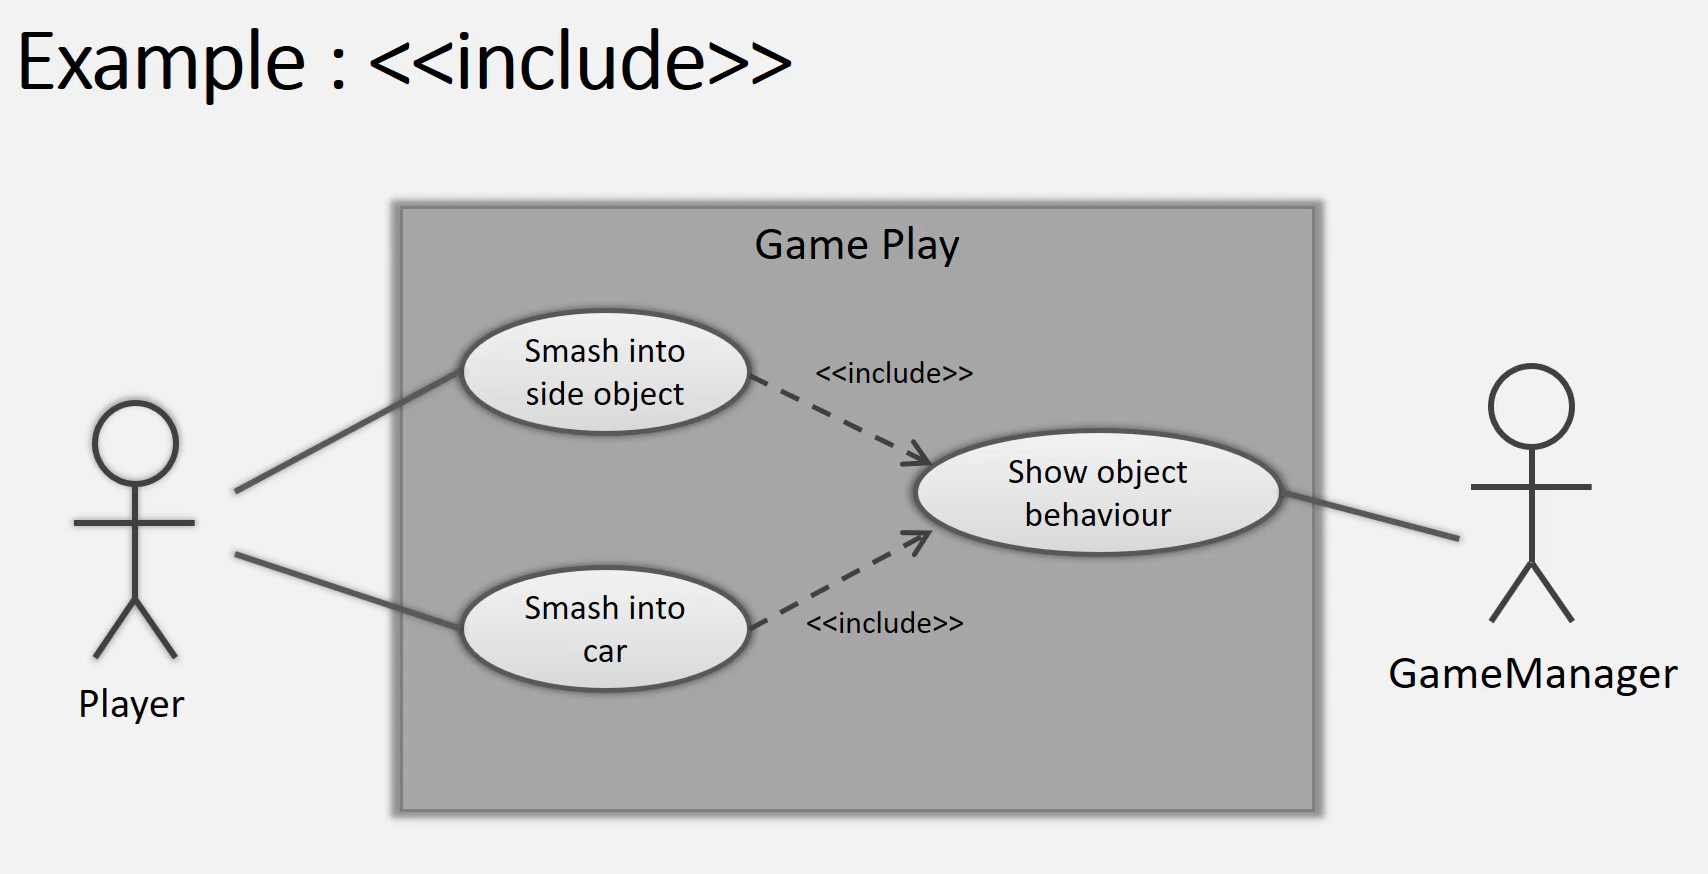 Example : <<include>>
Game Play
Smash into
side object
<<include>>
Show object
behaviour
Smash into
car
<<include>>
Player
GameManager